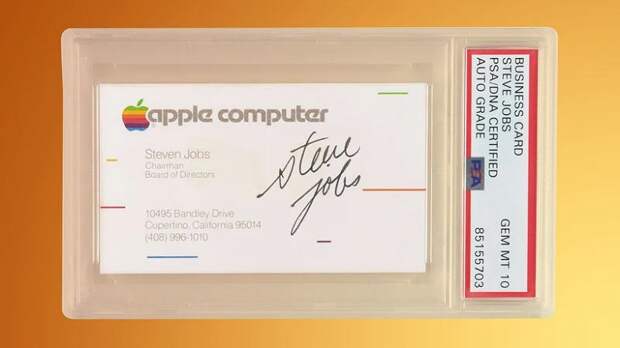 apple computer
Steven Jobs
Chairman
Board of Directors
10495 Bandley Drive
Cupertino, California 95014
(408) 996-1010
steve
jobs
BUSINESS CARD
STEVE JOBS
PSA/DNA CERTIFIED
AUTO GRADE
PSA
GEM MT 10
85155703